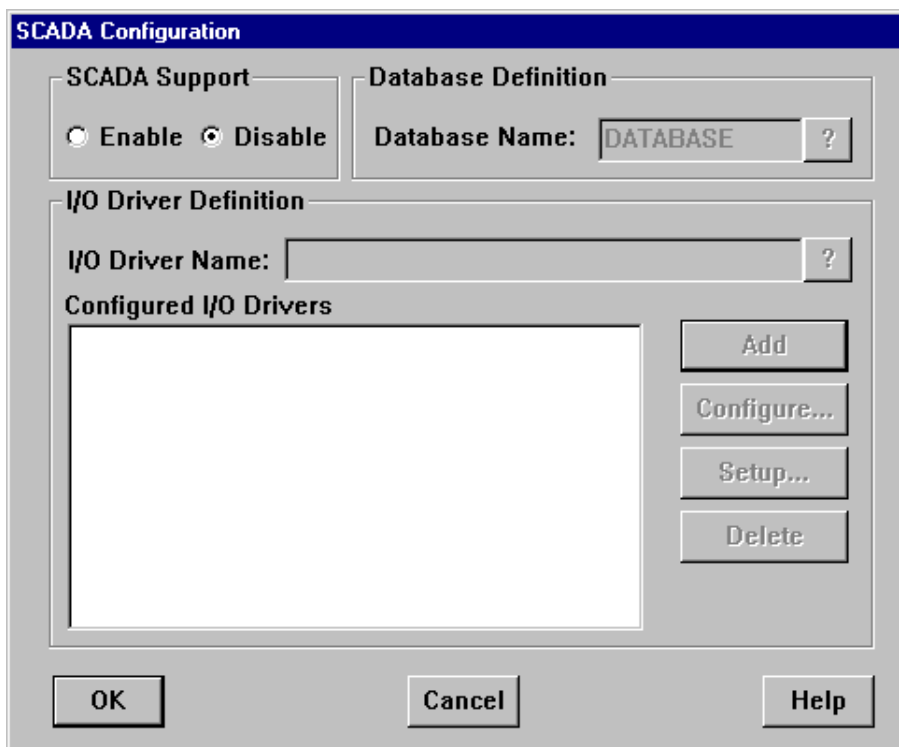 SCADA Configuration
SCADA Support
Enable Disable
Database Definition
Database Name: DATABASE ?
I/O Driver Definition
I/O Driver Name: ?
Configured I/O Drivers
Add
Configure...
Setup...
Delete
OK Cancel Help